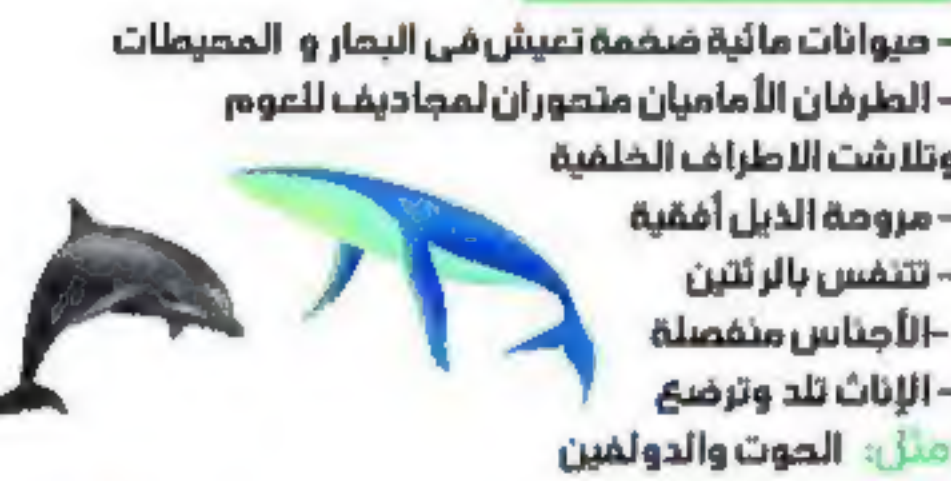 - حيوانات مائية ضخمة تعيش فى البحار و المحيطات
- الطرفان الأماميان متحوران لمجاديف للعوم
وتلاشت الاطراف الخلفية
- مروحة الذيل أفقية
- تتنفس بالرئتين
-الأجناس منفصلة
- الإناث تلد وترضع
مثل: الحوت والدولفين